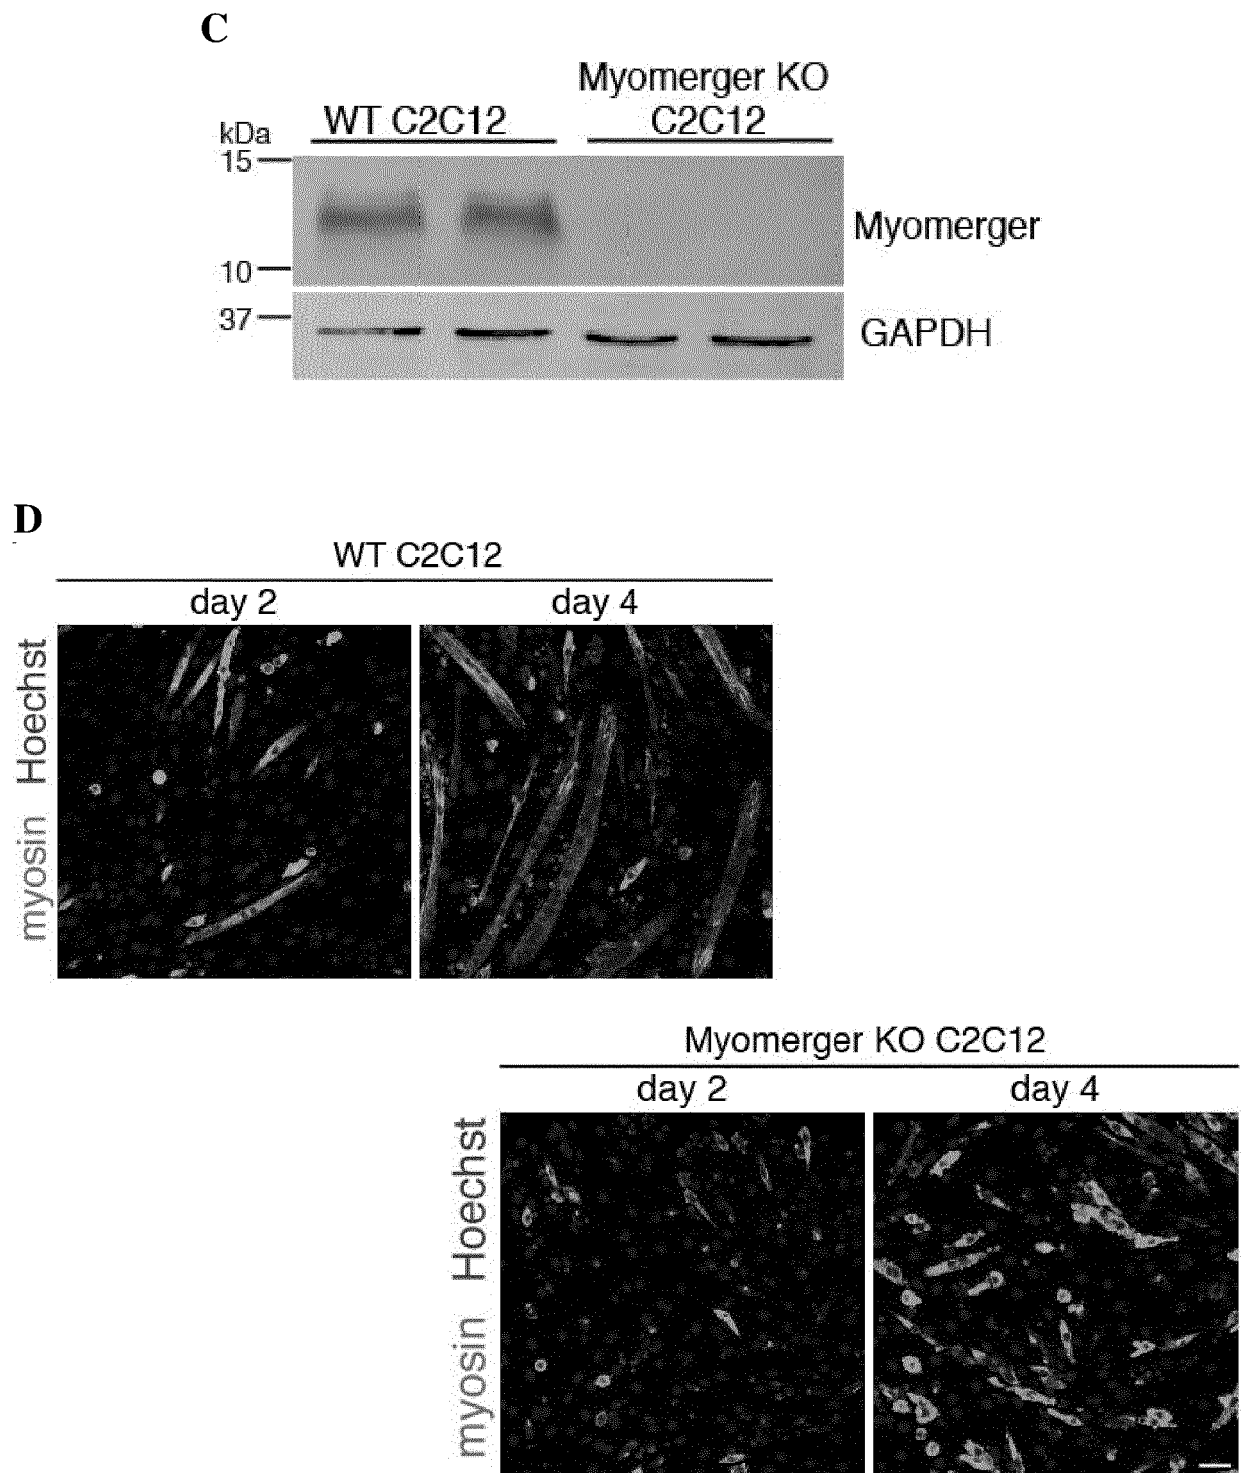 C
Myomerger KO
WT C2C12 C2C12
kDa
15
Myomerger
10
37
GAPDH
D
WT C2C12
day 2 day 4
myosin Hoechst
Myomerger KO C2C12
day 2 day 4
myosin Hoechst